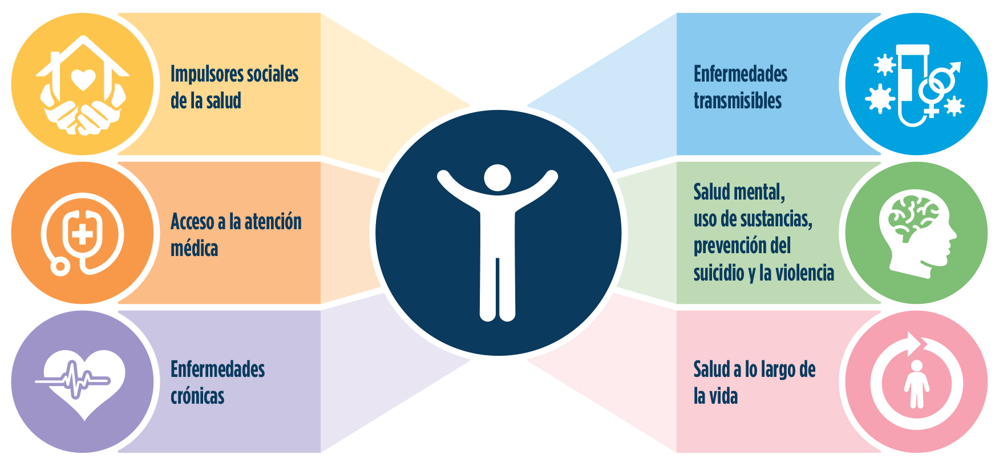 Impulsores sociales
de la salud
Acceso a la atención
médica
Enfermedades
crónicas
Enfermedades
transmisibles
Salud mental,
uso de sustancias,
prevención del
suicidio y la violencia
Salud a lo largo de
la vida